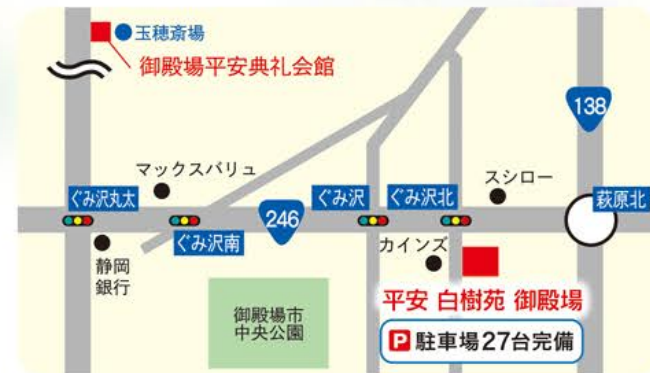 玉穂斎場
御殿場平安典礼会館
138
マックスバリュ
スシロー
ぐみ沢丸太
ぐみ沢
ぐみ沢北
萩原北
246
ぐみ沢南
カインズ
静岡
銀行
平安 白樹苑 御殿場
御殿場市
中央公園
P 駐車場27台完備